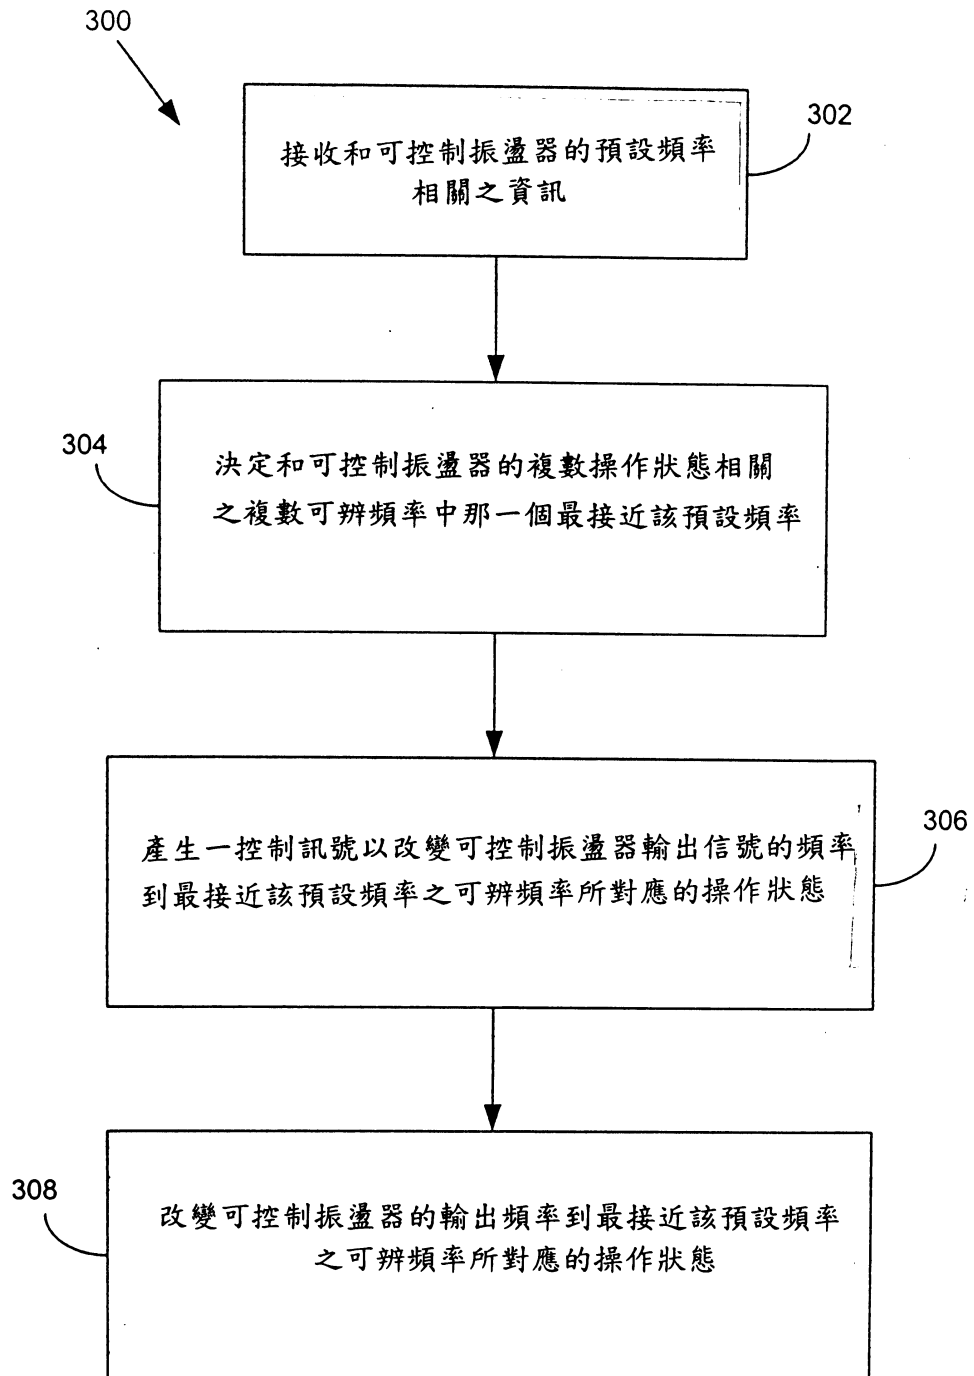 300
302
接收和可控制振盪器的預設頻率
相關之資訊
304
決定和可控制振盪器的複數操作狀態相關
之複數可辨頻率中那一個最接近該預設頻率
306
產生一控制訊號以改變可控制振盪器輸出信號的頻率
到最接近該預設頻率之可辨頻率所對應的操作狀態
308
改變可控制振盪器的輸出頻率到最接近該預設頻率
之可辨頻率所對應的操作狀態